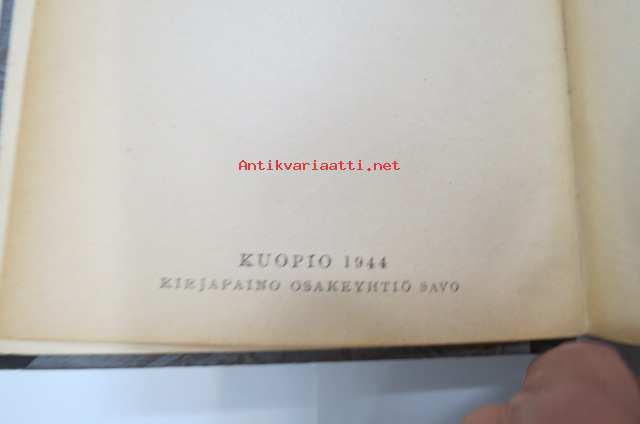 Antikvariaatti.net
KUOPIO 1944
KIRJAPAINO OSAKEYHTIÖ SAVO